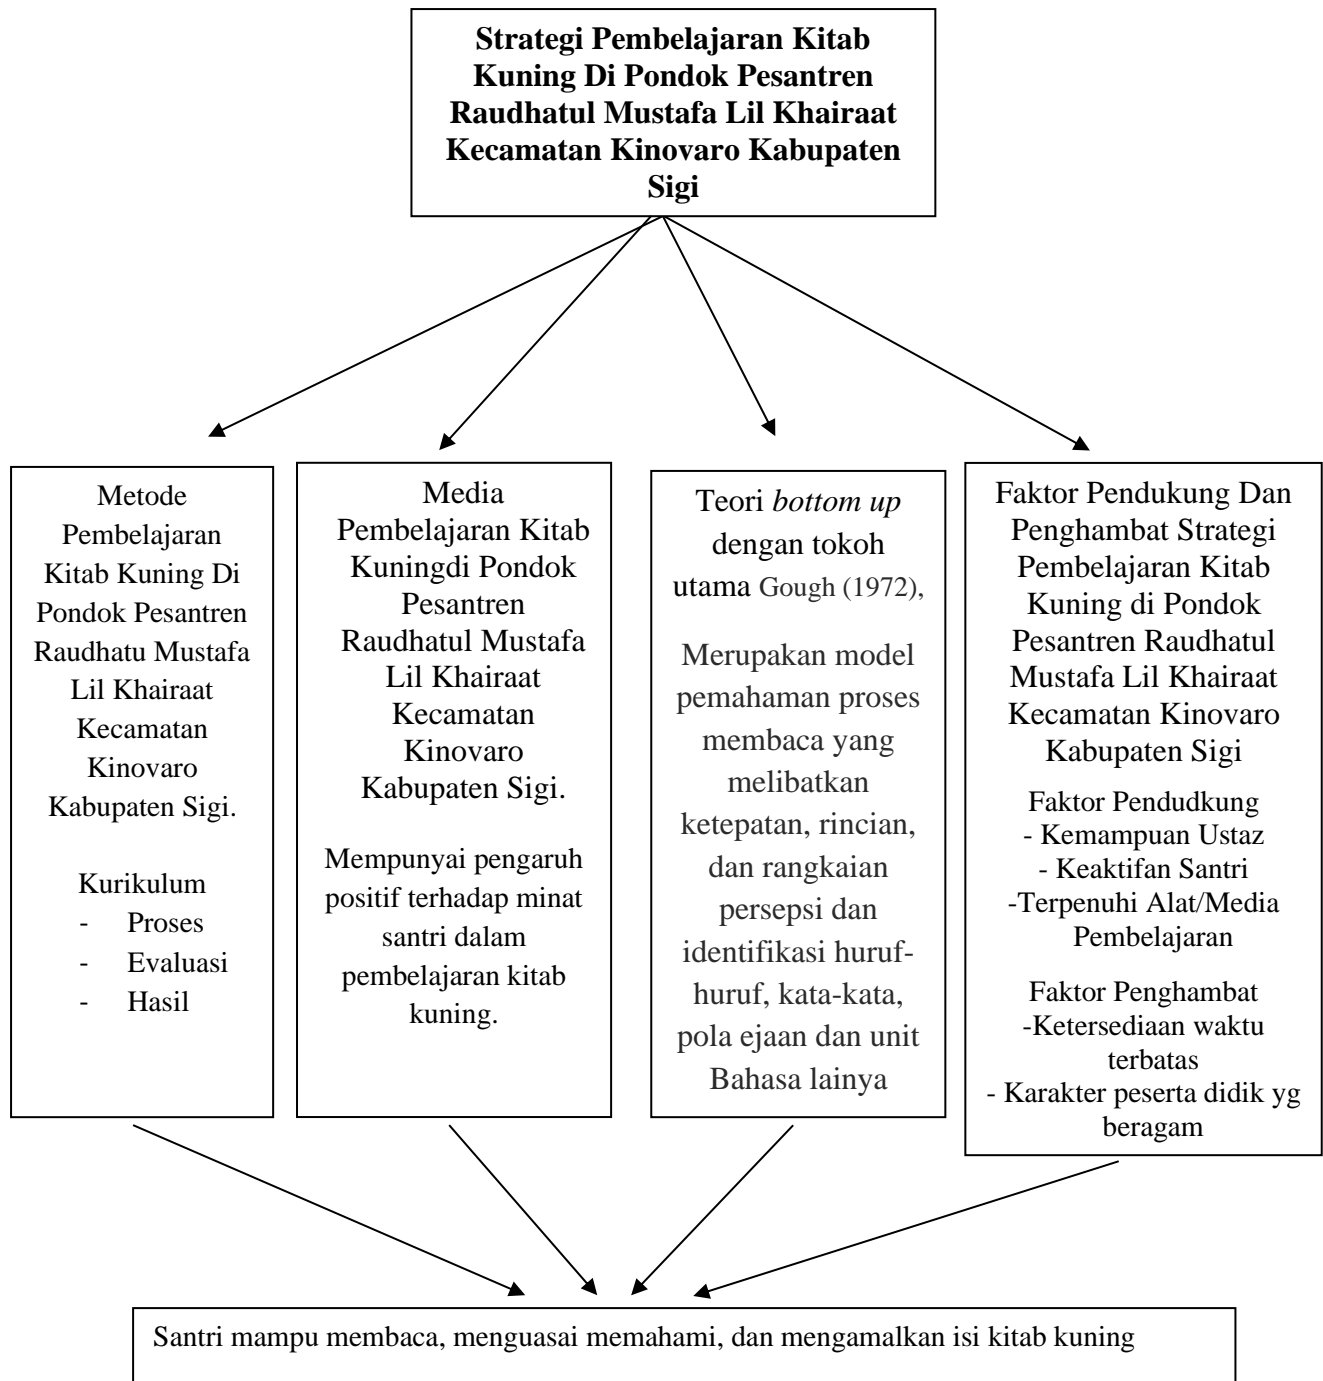 Strategi Pembelajaran Kitab
Kuning Di Pondok Pesantren
Raudhatul Mustafa Lil Khairaat
Kecamatan Kinovaro Kabupaten
Sigi
Metode
Pembelajaran
Kitab Kuning Di
Pondok Pesantren
Raudhatu Mustafa
Lil Khairaat
Kecamatan
Kinovaro
Kabupaten Sigi.
Kurikulum
- Proses
- Evaluasi
- Hasil
Media
Pembelajaran Kitab
Kuningdi Pondok
Pesantren
Raudhatul Mustafa
Lil Khairaat
Kecamatan
Kinovaro
Kabupaten Sigi.
Mempunyai pengaruh
positif terhadap minat
santri dalam
pembelajaran kitab
kuning.
Teori bottom up
dengan tokoh
utama Gough (1972),
Merupakan model
pemahaman proses
membaca yang
melibatkan
ketepatan, rincian,
dan rangkaian
persepsi dan
identifikasi huruf-
huruf, kata-kata,
pola ejaan dan unit
Bahasa lainya
Faktor Pendukung Dan
Penghambat Strategi
Pembelajaran Kitab
Kuning di Pondok
Pesantren Raudhatul
Mustafa Lil Khairaat
Kecamatan Kinovaro
Kabupaten Sigi
Faktor Pendudkung
- Kemampuan Ustaz
- Keaktifan Santri
-Terpenuhi Alat/Media
Pembelajaran
Faktor Penghambat
-Ketersediaan waktu
terbatas
- Karakter peserta didik yg
beragam
Santri mampu membaca, menguasai memahami, dan mengamalkan isi kitab kuning